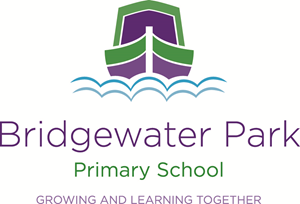 Bridgewater Park
Primary School
GROWING AND LEARNING TOGETHER